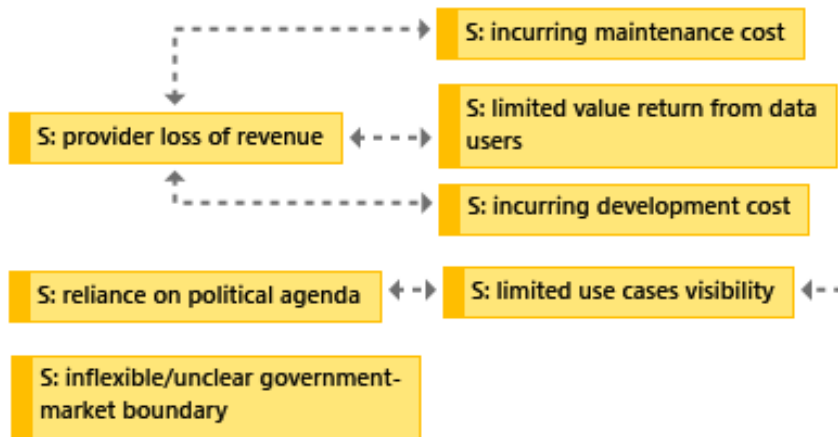 S: incurring maintenance cost
S: limited value return from data
users
S: provider loss of revenue
S: incurring development cost
S: reliance on political agenda
S: limited use cases visibility
S: inflexible/unclear government-
market boundary